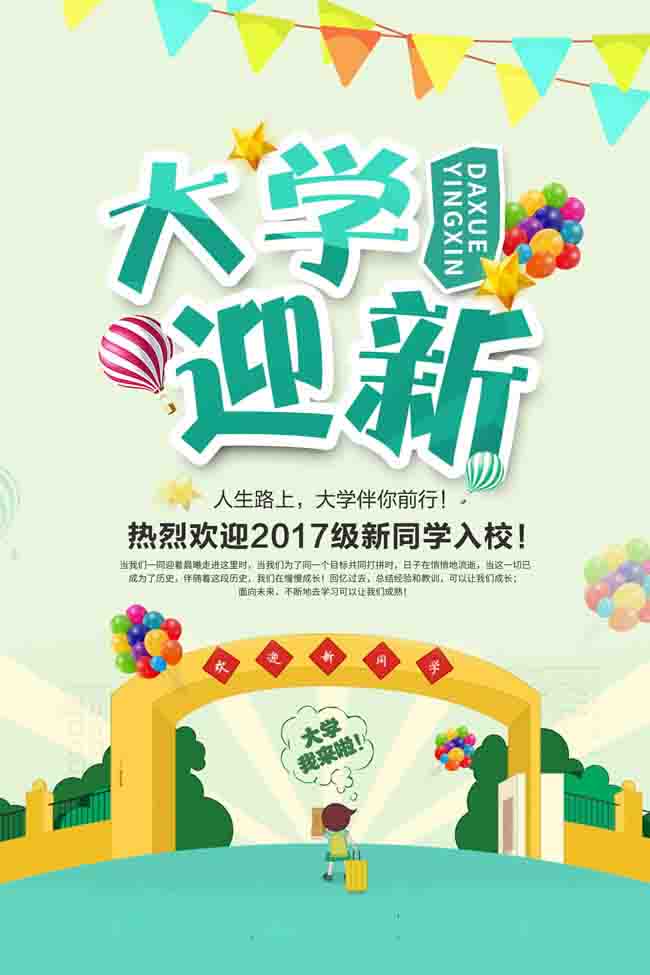 大学
DAXUE
YINGXIN
迎新
人生路上，大学伴你前行！
热烈欢迎2017级新同学入校！
当我们一同迎着晨曦走进这里时，当我们为了同一个目标共同打拼时，日子在悄悄地流逝，当这一切已
成为了历史，伴随着这段历史，我们在慢慢成长！回忆过去，总结经验和教训，可以让我们成长；
面向未来，不断地去学习可以让我们成熟！
欢迎新同学
大学
我来啦！